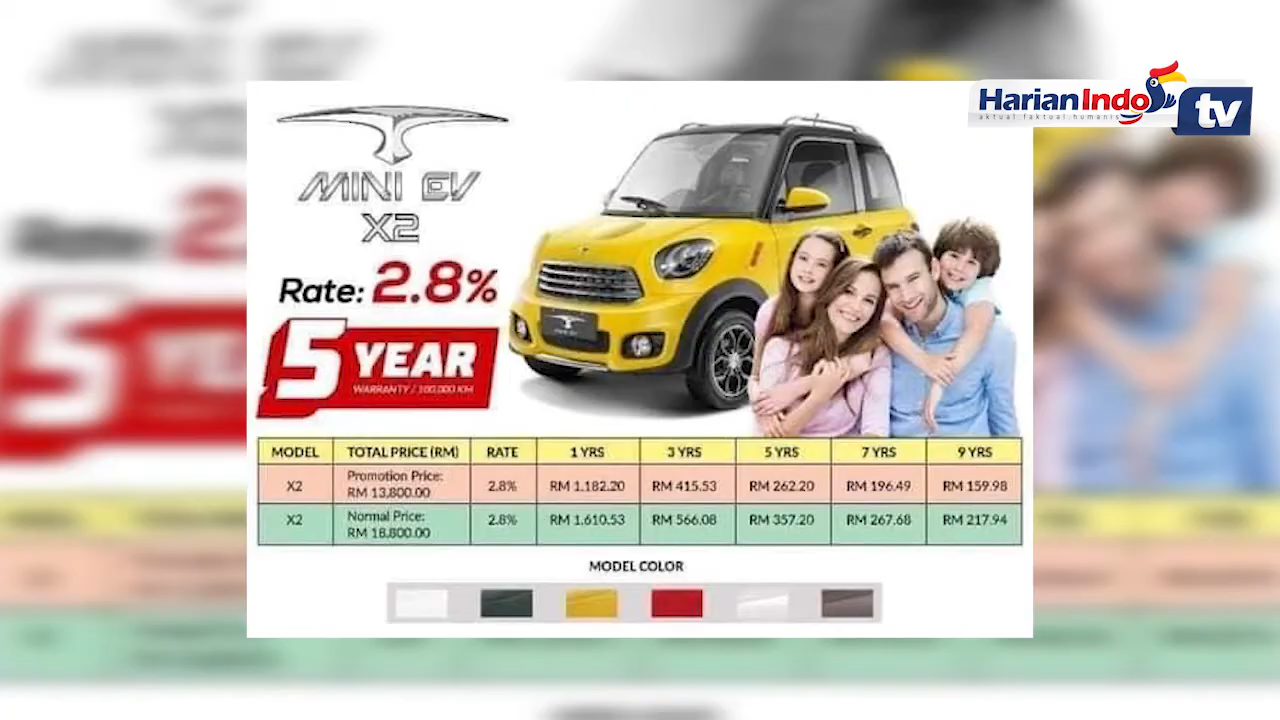 HarianIndo tv
aktual faktual humanis
MINI EV
X2
Rate: 2.8%
5 YEAR
WARRANTY / 100,000 KM
MODEL TOTAL PRICE (RM) RATE 1 YRS 3 YRS 5 YRS 7 YRS 9 YRS
X2 Promotion Price: RM 13,800.00 2.8% RM 1,182.20 RM 415.53 RM 262.20 RM 196.49 RM 159.98
X2 Normal Price: RM 18,800.00 2.8% RM 1,610.53 RM 566.08 RM 357.20 RM 267.68 RM 217.94
MODEL COLOR